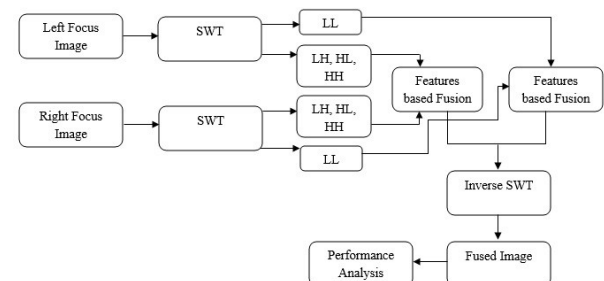 Left Focus
Image
SWT
LL
LH, HL,
HH
Features
based Fusion
Features
based Fusion
Right Focus
Image
SWT
LH, HL,
HH
LL
Inverse SWT
Performance
Analysis
Fused Image